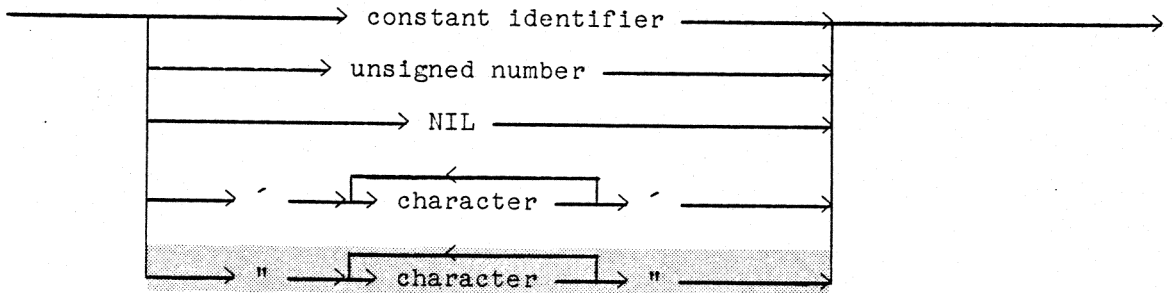 constant identifier
unsigned number
NIL
´ character ´
" character "